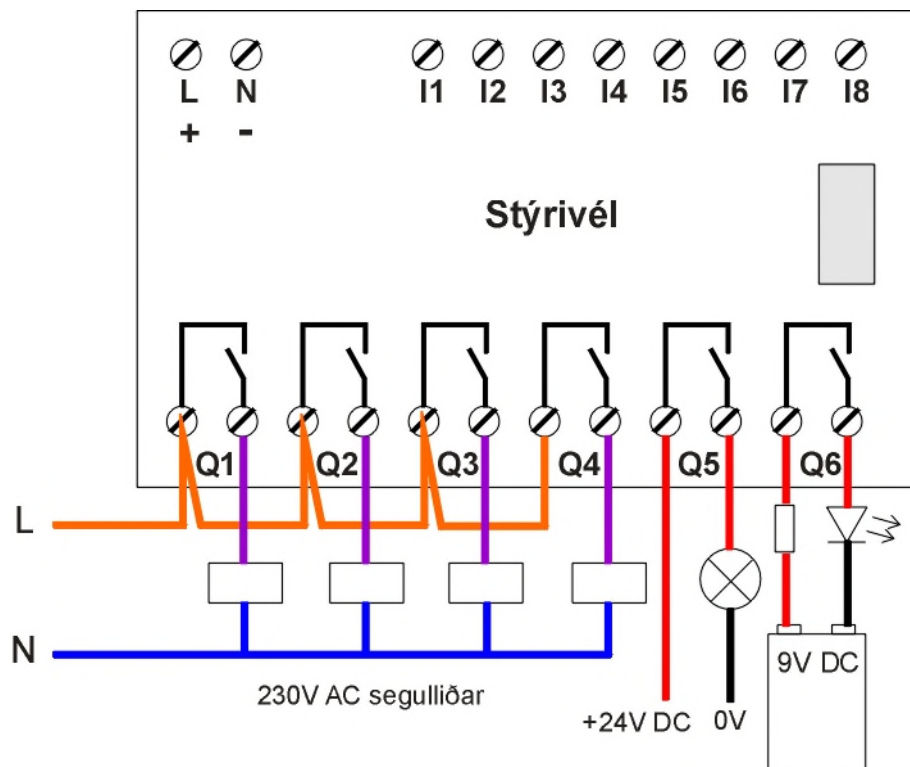 L N I1 I2 I3 I4 I5 I6 I7 I8
+ -
Stýrivél
Q1 Q2 Q3 Q4 Q5 Q6
L
N
9V DC
230V AC segulliðar
+24V DC 0V